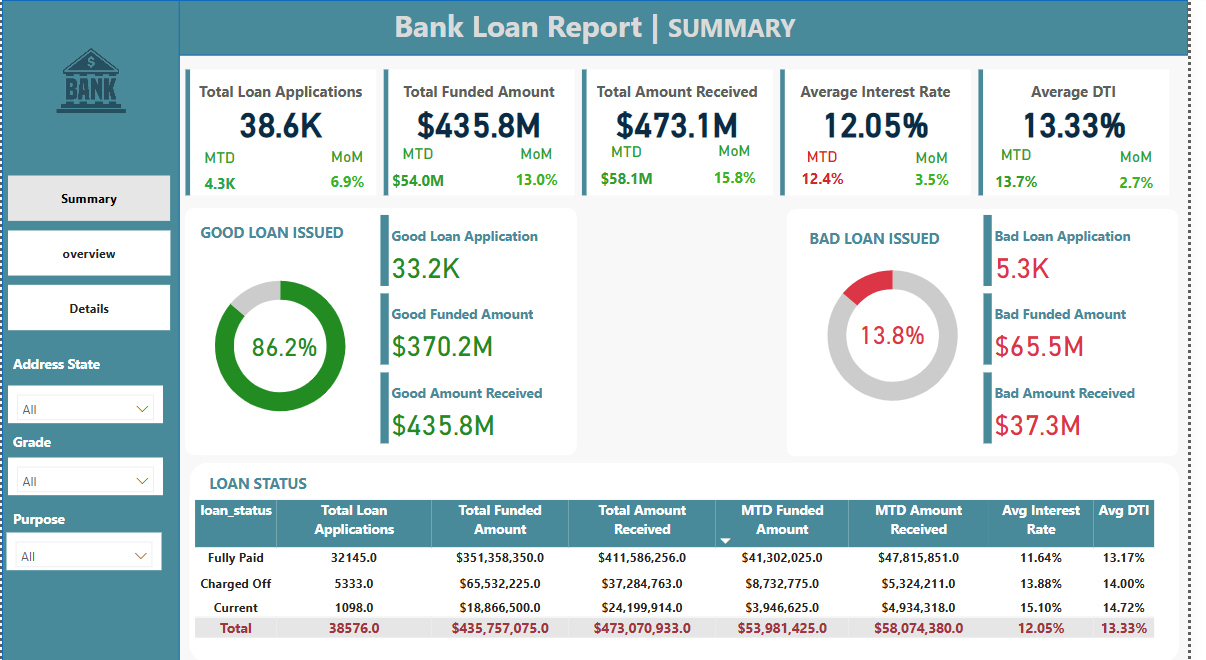 Bank Loan Report | SUMMARY
$
BANK
Summary
overview
Details
Address State
All
Grade
All
Purpose
All
Total Loan Applications
38.6K
MTD MoM
4.3K 6.9%
Total Funded Amount
$435.8M
MTD MoM
$54.0M 13.0%
Total Amount Received
$473.1M
MTD MoM
$58.1M 15.8%
Average Interest Rate
12.05%
MTD MoM
12.4% 3.5%
Average DTI
13.33%
MTD MoM
13.7% 2.7%
GOOD LOAN ISSUED
86.2%
Good Loan Application
33.2K
Good Funded Amount
$370.2M
Good Amount Received
$435.8M
BAD LOAN ISSUED
13.8%
Bad Loan Application
5.3K
Bad Funded Amount
$65.5M
Bad Amount Received
$37.3M
LOAN STATUS
loan_status Total Loan Total Funded Total Amount MTD Funded MTD Amount Avg Interest Avg DTI
Applications Amount Received Amount Received Rate
Fully Paid 32145.0 $351,358,350.0 $411,586,256.0 $41,302,025.0 $47,815,851.0 11.64% 13.17%
Charged Off 5333.0 $65,532,225.0 $37,284,763.0 $8,732,775.0 $5,324,211.0 13.88% 14.00%
Current 1098.0 $18,866,500.0 $24,199,914.0 $3,946,625.0 $4,934,318.0 15.10% 14.72%
Total 38576.0 $435,757,075.0 $473,070,933.0 $53,981,425.0 $58,074,380.0 12.05% 13.33%